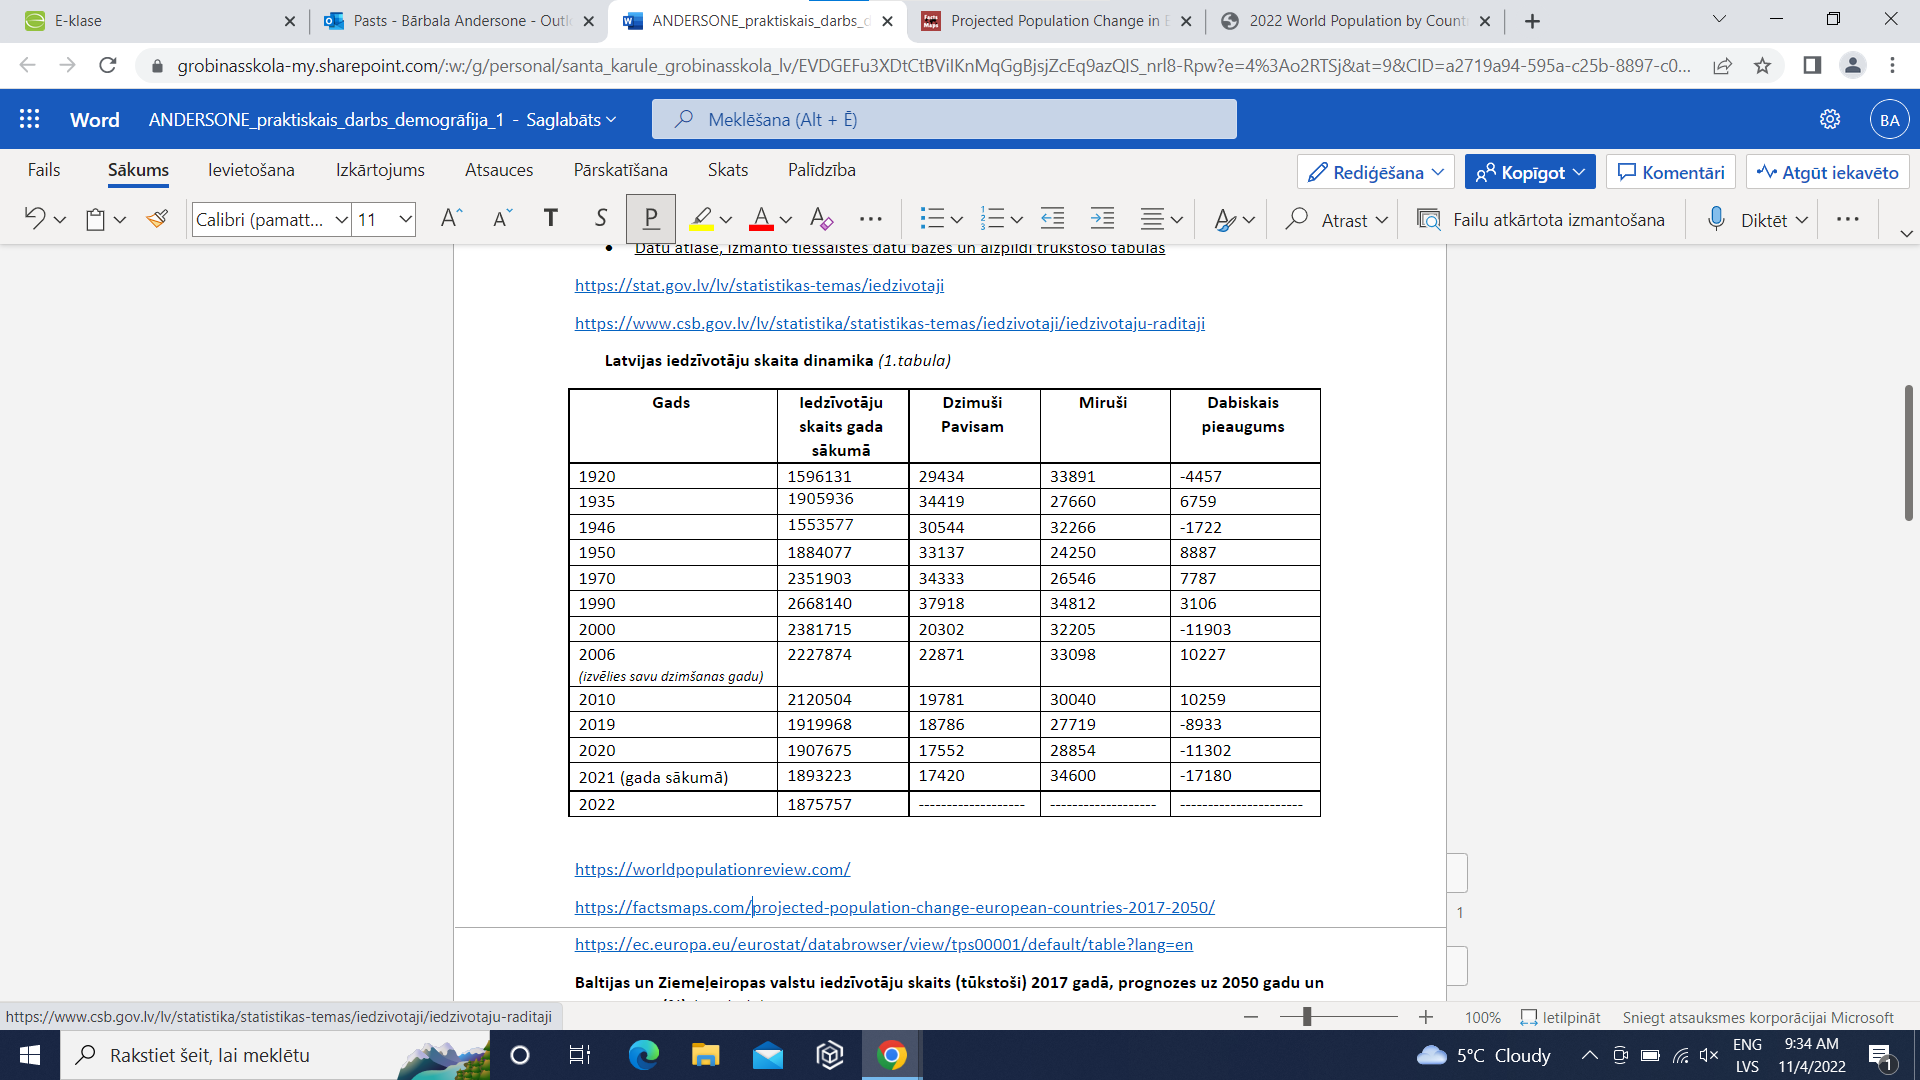 E-klase
Pasts - Bārbala Andersone - Outl
ANDERSONE_praktiskais_darbs_d
Projected Population Change in E
2022 World Population by Count
grobinasskola-my.sharepoint.com/:w:/g/personal/santa_karule_grobinasskola_lv/EVDGEFu3XDtCtBViIKnMqGgBjsjZcEq9azQIS_nrl8-Rpw?e=4%3Ao2RTSj&at=9&CID=a2719a94-595a-c25b-8897-c0...
Word
ANDERSONE_praktiskais_darbs_demogrāfija_1 - Saglabāts
Meklēšana (Alt + Ē)
BA
Fails Sākums Ievietošana Izkārtojums Atsauces Pārskatīšana Skats Palīdzība
Rediģēšana Kopīgot Komentāri Atgūt iekavēto
Calibri (pamatt... 11 A A T S P A A ... Atrast Failu atkārtota izmantošana Diktēt ...
Datu atlasē, izmanto tiešsaistes datu bāzes un aizpildi trūkstošo tabulās
https://stat.gov.lv/lv/statistikas-temas/iedzivotaji
https://www.csb.gov.lv/lv/statistika/statistikas-temas/iedzivotaji/iedzivotaju-raditaji
Latvijas iedzīvotāju skaita dinamika (1.tabula)
Gads Iedzīvotāju skaits gada sākumā Dzimuši Pavisam Miruši Dabiskais pieaugums
1920 1596131 29434 33891 -4457
1935 1905936 34419 27660 6759
1946 1553577 30544 32266 -1722
1950 1884077 33137 24250 8887
1970 2351903 34333 26546 7787
1990 2668140 37918 34812 3106
2000 2381715 20302 32205 -11903
2006 2227874 22871 33098 10227
(izvēlies savu dzimšanas gadu)
2010 2120504 19781 30040 10259
2019 1919968 18786 27719 -8933
2020 1907675 17552 28854 -11302
2021 (gada sākumā) 1893223 17420 34600 -17180
2022 1875757 ------------------- ------------------- ----------------------
https://worldpopulationreview.com/
https://factsmaps.com/projected-population-change-european-countries-2017-2050/
1
https://ec.europa.eu/eurostat/databrowser/view/tps00001/default/table?lang=en
Baltijas un Ziemeļeiropas valstu iedzīvotāju skaits (tūkstoši) 2017 gadā, prognozes uz 2050 gadu un
https://www.csb.gov.lv/lv/statistika/statistikas-temas/iedzivotaji/iedzivotaju-raditaji
100% Ietilpināt Sniegt atsauksmes korporācijai Microsoft
Rakstiet šeit, lai meklētu
5°C Cloudy
ENG
LVS
9:34 AM
11/4/2022
1